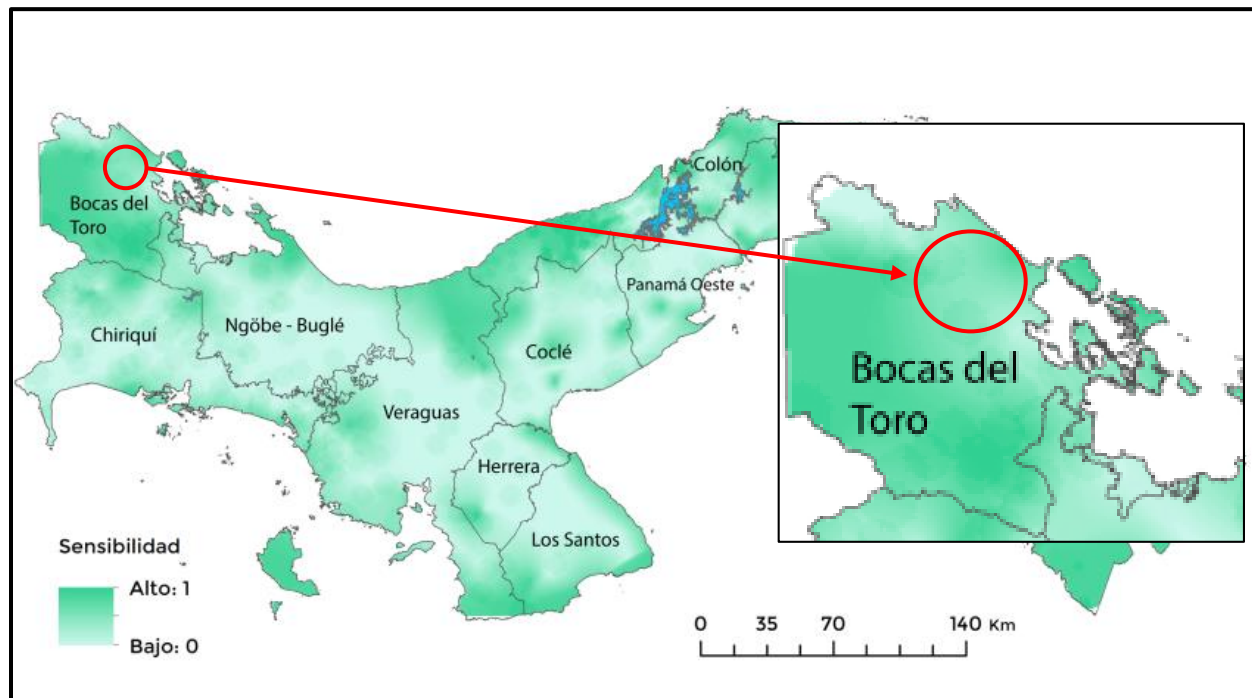 Colón
Bocas del
Toro
Panamá Oeste
Ngöbe - Buglé
Chiriquí
Coclé
Veraguas
Herrera
Los Santos
Bocas del
Toro
Sensibilidad
Alto: 1
Bajo: 0
0 35 70 140 Km